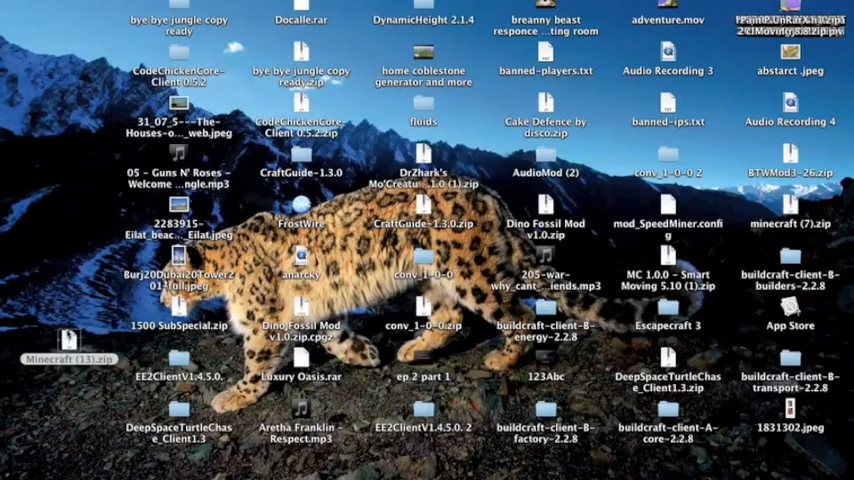 bye bye jungle copy
ready
Docalle.rar
DynamicHeight 2.1.4
breanny beast
responce ...ting room
adventure.mov
CodeChickenCore-
Client 0.5.2
bye bye jungle copy
ready.zip
home coblestone
generator and more
banned-players.txt
Audio Recording 3
abstarct .jpeg
31_07_5---The-
Houses-o..._web.jpeg
CodeChickenCore-
Client 0.5.2.zip
fluids
Cake Defence by
disco.zip
banned-ips.txt
Audio Recording 4
05 - Guns N' Roses -
Welcome ...ngle.mp3
CraftGuide-1.3.0
DrZhark's
Mo'Creatu...1.0 (1).zip
AudioMod (2)
conv_1-0-0 2
BTWMod3-26.zip
2283915-
Eilat_beac..._Eilat.jpeg
FrostWire
CraftGuide-1.3.0.zip
Dino Fossil Mod
v1.0.zip
mod_SpeedMiner.confi
g
minecraft (7).zip
Burj20Dubai20Tower2
01-full.jpeg
anarcky
conv_1-0-0
205-war-
why_cant_...iends.mp3
MC 1.0.0 - Smart
Moving 5.10 (1).zip
buildcraft-client-B-
builders-2.2.8
1500 SubSpecial.zip
Dino Fossil Mod
v1.0.zip.cpgz
conv_1-0-0.zip
buildcraft-client-B-
energy-2.2.8
Escapecraft 3
App Store
Minecraft (13).zip
EE2ClientV1.4.5.0.
Luxury Oasis.rar
ep 2 part 1
123Abc
DeepSpaceTurtleChas
e_Client1.3.zip
buildcraft-client-B-
transport-2.2.8
DeepSpaceTurtleChas
e_Client1.3
Aretha Franklin -
Respect.mp3
EE2ClientV1.4.5.0. 2
buildcraft-client-B-
factory-2.2.8
buildcraft-client-A-
core-2.2.8
1831302.jpeg